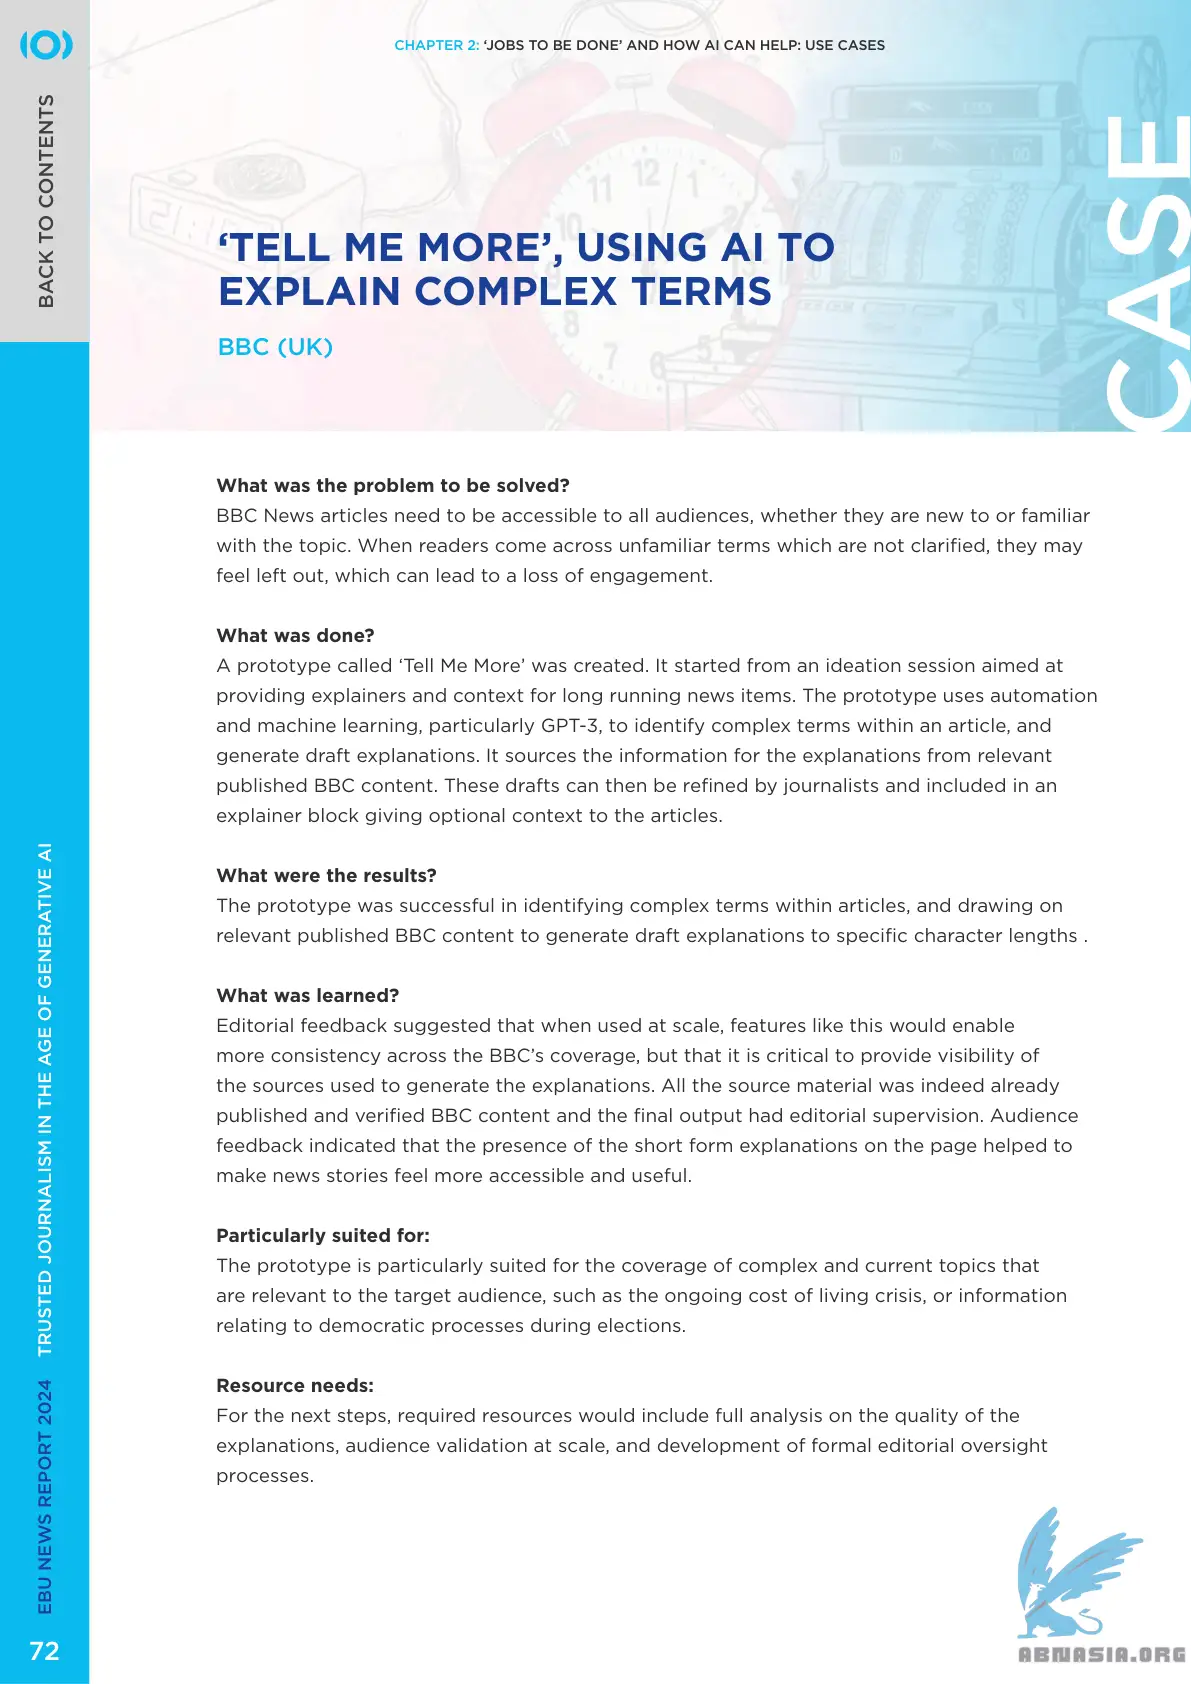 CHAPTER 2: ‘JOBS TO BE DONE’ AND HOW AI CAN HELP: USE CASES
BACK TO CONTENTS
CASE
12
1
11
10
2
9
8
7
6
5
‘TELL ME MORE’, USING AI TO
EXPLAIN COMPLEX TERMS
BBC (UK)
What was the problem to be solved?
BBC News articles need to be accessible to all audiences, whether they are new to or familiar
with the topic. When readers come across unfamiliar terms which are not clarified, they may
feel left out, which can lead to a loss of engagement.
What was done?
A prototype called ‘Tell Me More’ was created. It started from an ideation session aimed at
providing explainers and context for long running news items. The prototype uses automation
and machine learning, particularly GPT-3, to identify complex terms within an article, and
generate draft explanations. It sources the information for the explanations from relevant
published BBC content. These drafts can then be refined by journalists and included in an
explainer block giving optional context to the articles.
What were the results?
The prototype was successful in identifying complex terms within articles, and drawing on
relevant published BBC content to generate draft explanations to specific character lengths .
What was learned?
Editorial feedback suggested that when used at scale, features like this would enable
more consistency across the BBC’s coverage, but that it is critical to provide visibility of
the sources used to generate the explanations. All the source material was indeed already
published and verified BBC content and the final output had editorial supervision. Audience
feedback indicated that the presence of the short form explanations on the page helped to
make news stories feel more accessible and useful.
Particularly suited for:
The prototype is particularly suited for the coverage of complex and current topics that
are relevant to the target audience, such as the ongoing cost of living crisis, or information
relating to democratic processes during elections.
Resource needs:
For the next steps, required resources would include full analysis on the quality of the
explanations, audience validation at scale, and development of formal editorial oversight
processes.
EBU NEWS REPORT 2024 TRUSTED JOURNALISM IN THE AGE OF GENERATIVE AI
72
ABNASIA.ORG